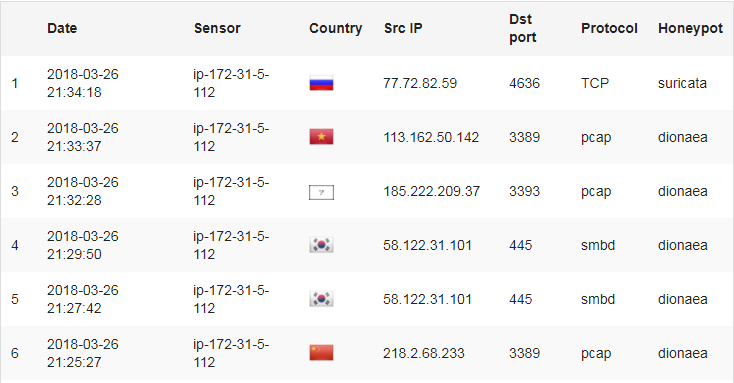 Date Sensor Country Src IP Dst port Protocol Honeypot
1 2018-03-26 21:34:18 ip-172-31-5-112 77.72.82.59 4636 TCP suricata
2 2018-03-26 21:33:37 ip-172-31-5-112 113.162.50.142 3389 pcap dionaea
3 2018-03-26 21:32:28 ip-172-31-5-112 ? 185.222.209.37 3393 pcap dionaea
4 2018-03-26 21:29:50 ip-172-31-5-112 58.122.31.101 445 smbd dionaea
5 2018-03-26 21:27:42 ip-172-31-5-112 58.122.31.101 445 smbd dionaea
6 2018-03-26 21:25:27 ip-172-31-5-112 218.2.68.233 3389 pcap dionaea